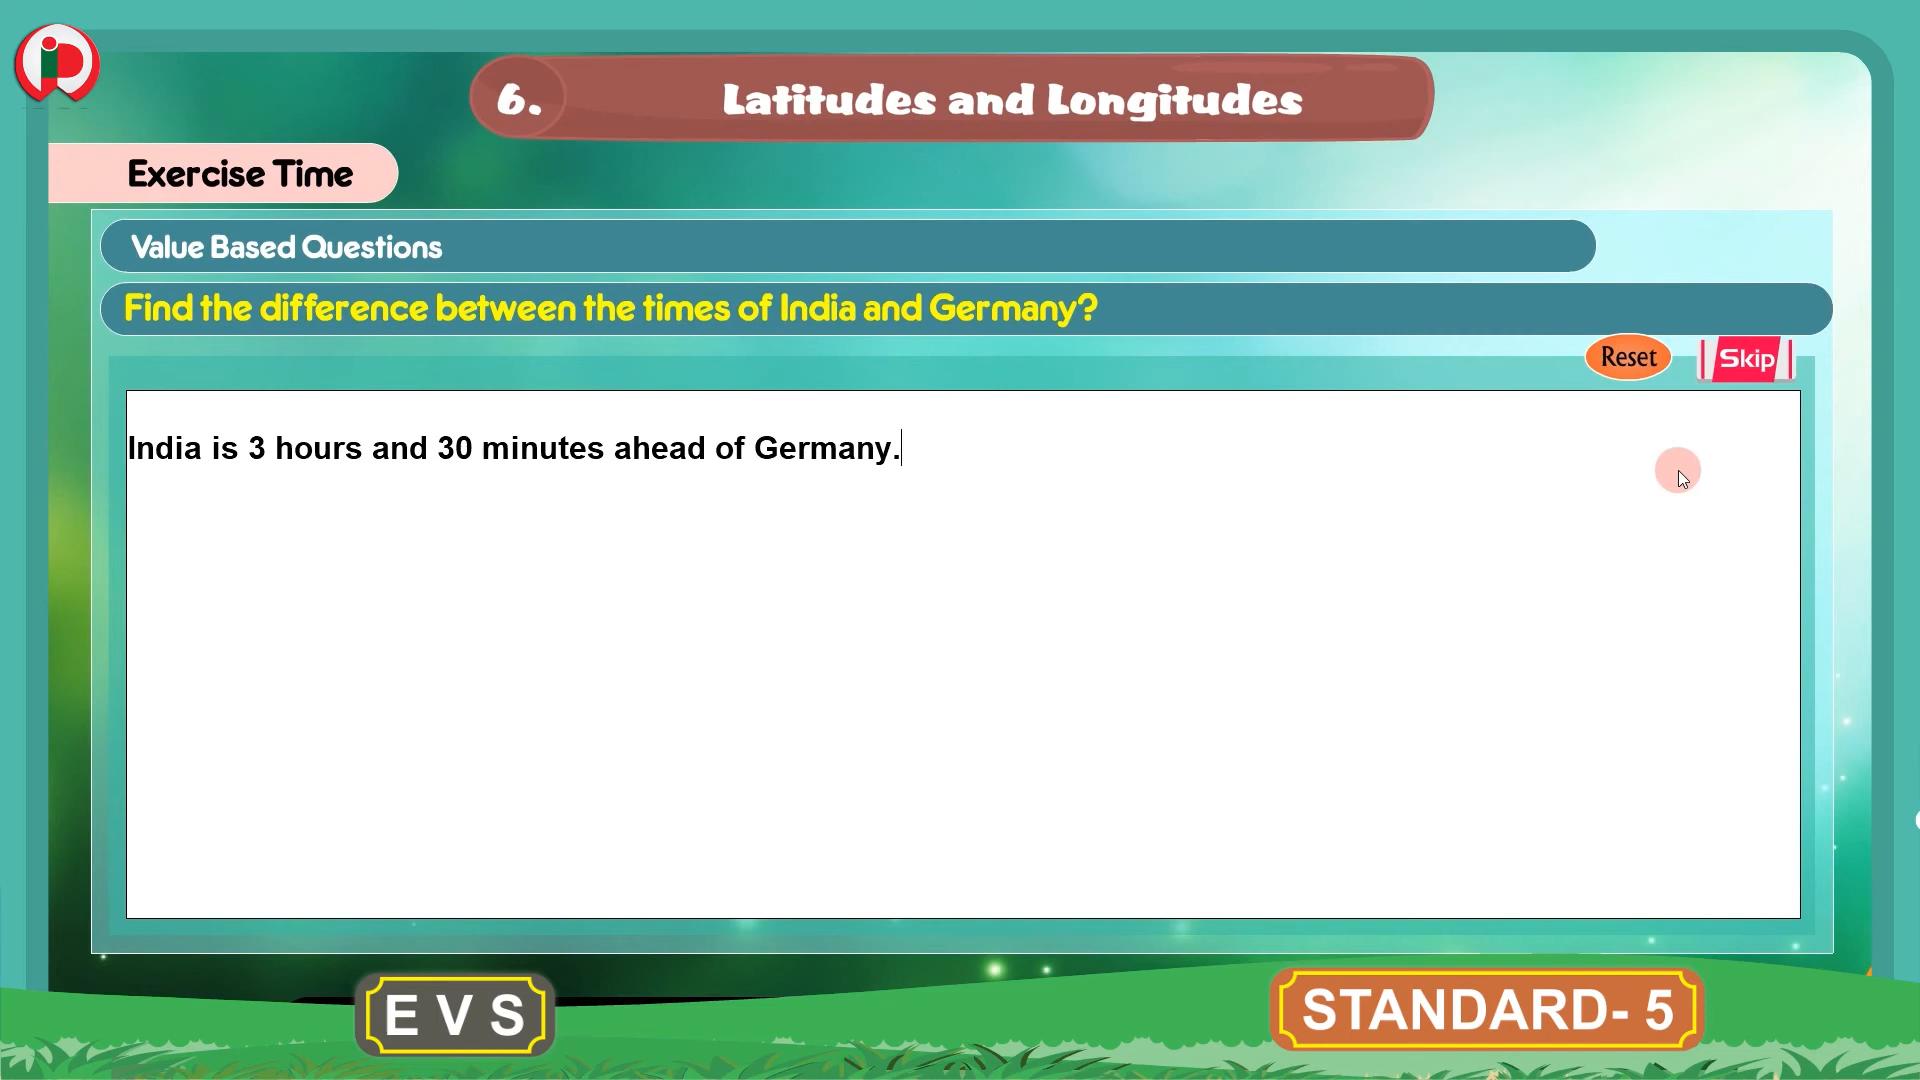 6. Latitudes and Longitudes
Exercise Time
Value Based Questions
Find the difference between the times of India and Germany?
Reset Skip
India is 3 hours and 30 minutes ahead of Germany.
E V S
STANDARD- 5